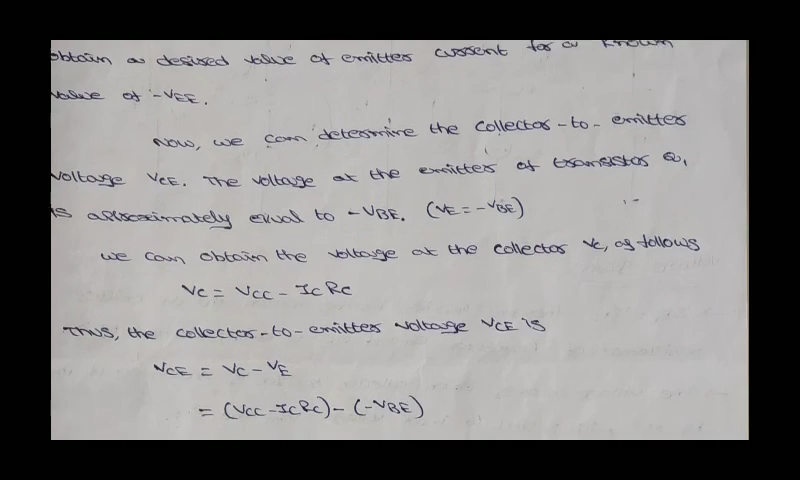 obtain a desired value of emitter current for a known
value of -VEE.
Now, we can determine the collector-to-emitter
voltage VCE. The voltage at the emitter of transistor Q1
is aproximately equal to -VBE. (VE = -VBE)
we can obtain the voltage at the collector Vc, as follows
Vc = Vcc - IcRc
Thus, the collector-to-emitter voltage VCE is
VCE = Vc - VE
= (Vcc - IcRc) - (-VBE)